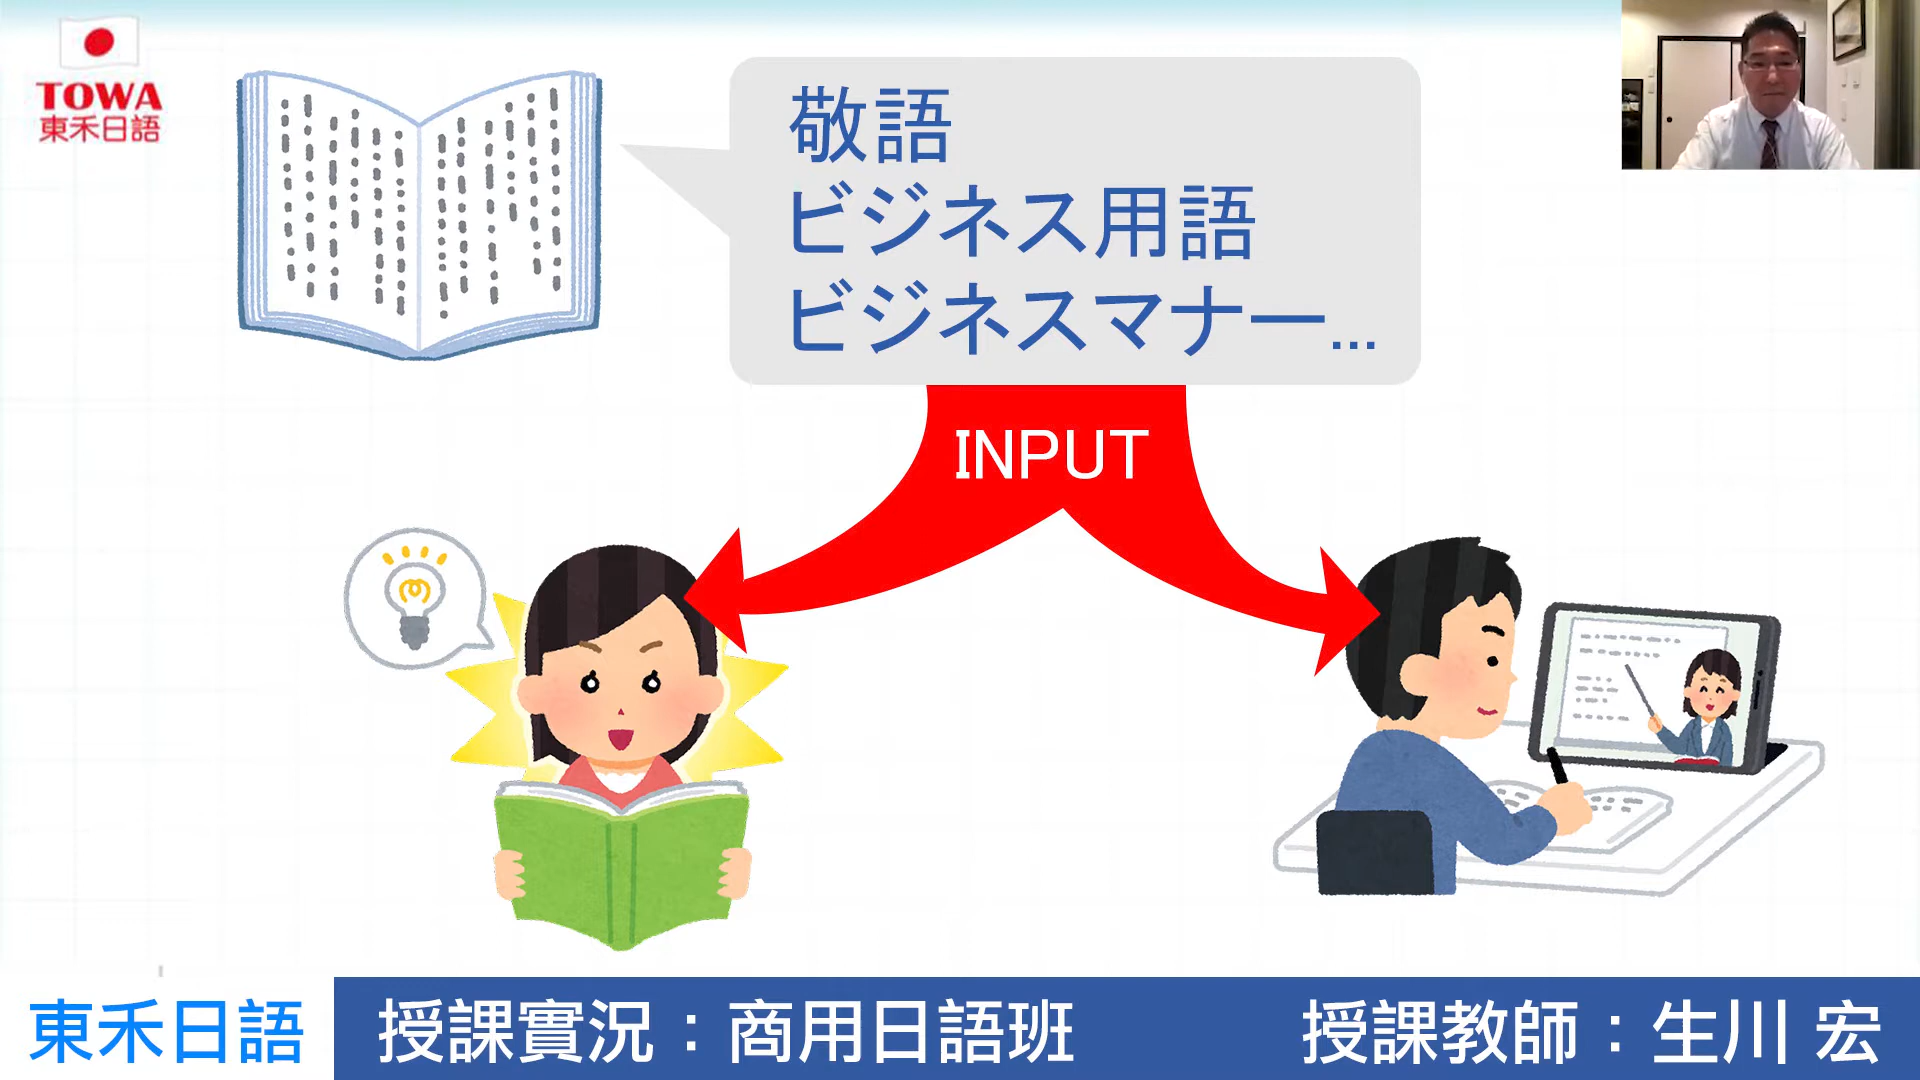 TOWA
東禾日語
敬語
ビジネス用語
ビジネスマナー...
INPUT
東禾日語
授課實況：商用日語班
授課教師：生川 宏